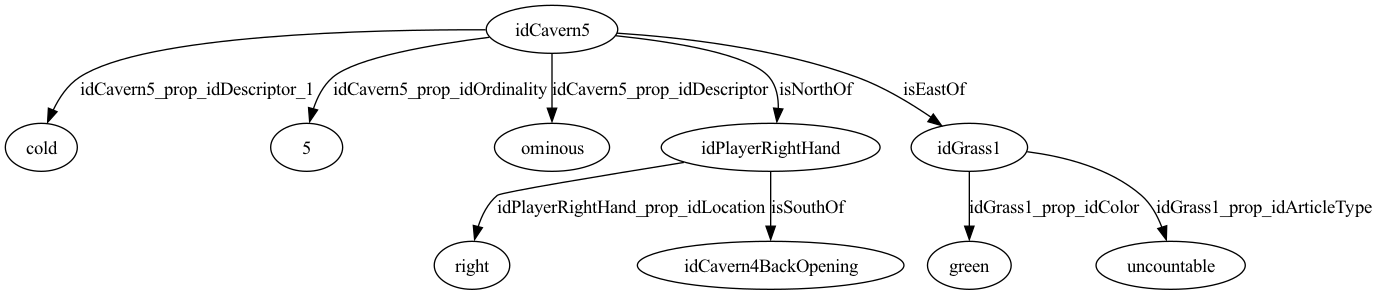 idCavern5
idCavern5_prop_idDescriptor_1
idCavern5_prop_idOrdinality
idCavern5_prop_idDescriptor
isNorthOf
isEastOf
cold
5
ominous
idPlayerRightHand
idGrass1
idPlayerRightHand_prop_idLocation
isSouthOf
idGrass1_prop_idColor
idGrass1_prop_idArticleType
right
idCavern4BackOpening
green
uncountable